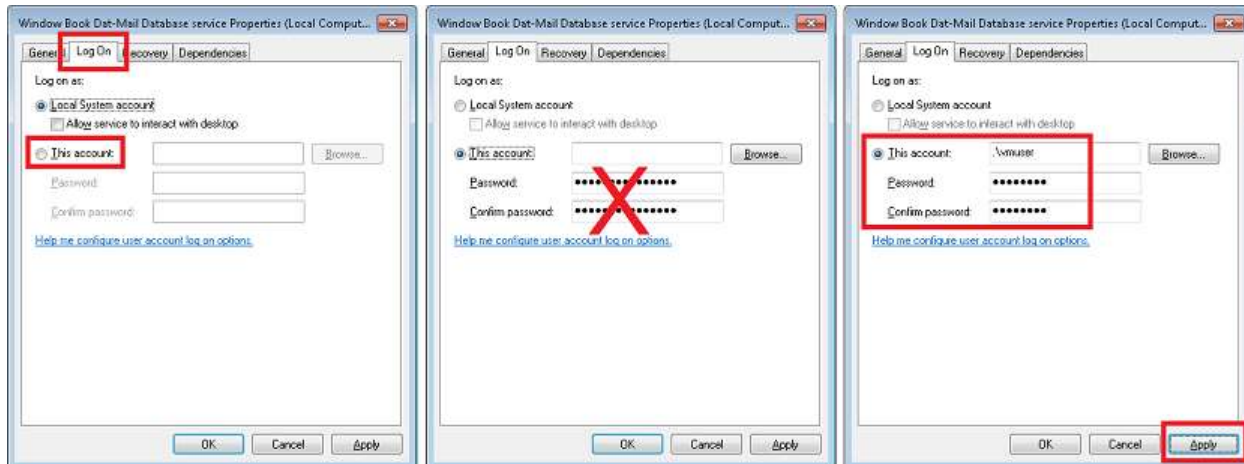 Window Book Dat-Mail Database service Properties (Local Comput...
General Log On Recovery Dependencies
Log on as:
Local System account
Allow service to interact with desktop
This account:
Browse...
Password:
Confirm password:
Help me configure user account log on options.
OK Cancel Apply
Window Book Dat-Mail Database service Properties (Local Comput...
General Log On Recovery Dependencies
Log on as:
Local System account
Allow service to interact with desktop
This account:
Browse...
Password: ●●●●●●●●●●●●●●●
Confirm password: ●●●●●●●●●●●●●●●
Help me configure user account log on options.
OK Cancel Apply
Window Book Dat-Mail Database service Properties (Local Comput...
General Log On Recovery Dependencies
Log on as:
Local System account
Allow service to interact with desktop
This account: .\vmuser Browse...
Password: ●●●●●●●●
Confirm password: ●●●●●●●●
Help me configure user account log on options.
OK Cancel Apply